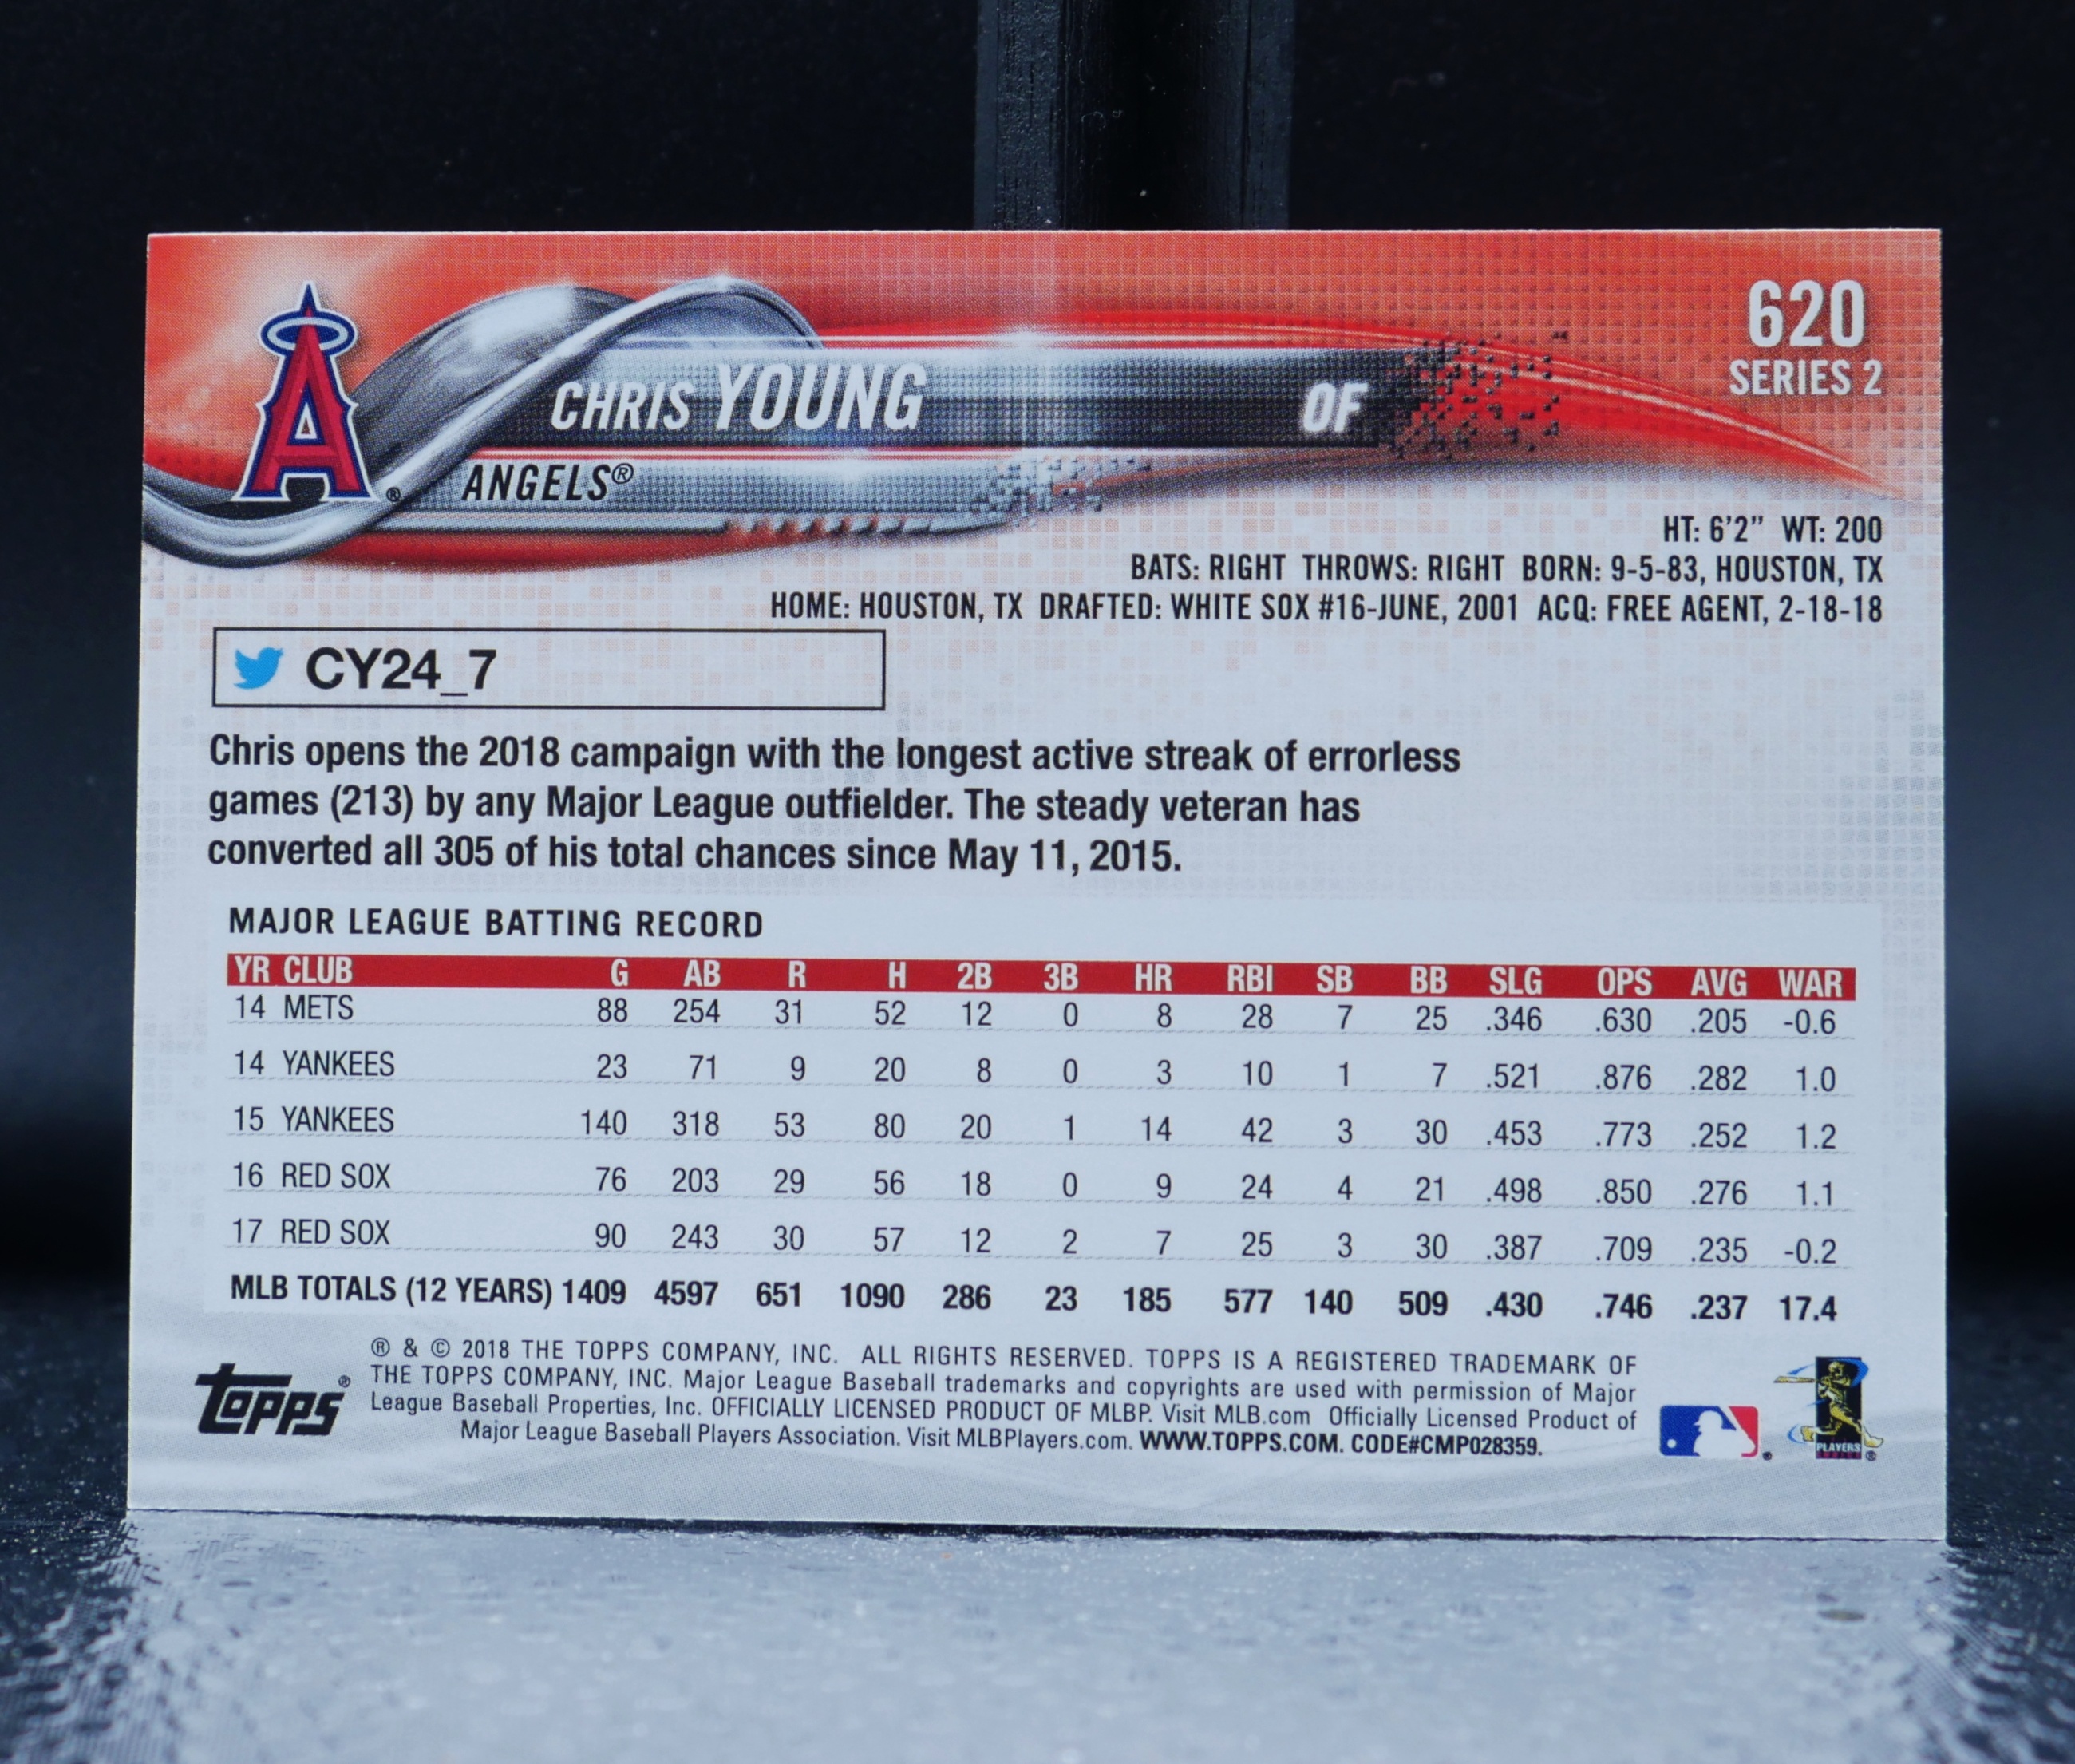 620
SERIES 2
A ®
CHRIS YOUNG OF
ANGELS®
HT: 6'2" WT: 200
BATS: RIGHT THROWS: RIGHT BORN: 9-5-83, HOUSTON, TX
HOME: HOUSTON, TX DRAFTED: WHITE SOX #16-JUNE, 2001 ACQ: FREE AGENT, 2-18-18
CY24_7
Chris opens the 2018 campaign with the longest active streak of errorless
games (213) by any Major League outfielder. The steady veteran has
converted all 305 of his total chances since May 11, 2015.
MAJOR LEAGUE BATTING RECORD
YR CLUB G AB R H 2B 3B HR RBI SB BB SLG OPS AVG WAR
14 METS 88 254 31 52 12 0 8 28 7 25 .346 .630 .205 -0.6
14 YANKEES 23 71 9 20 8 0 3 10 1 7 .521 .876 .282 1.0
15 YANKEES 140 318 53 80 20 1 14 42 3 30 .453 .773 .252 1.2
16 RED SOX 76 203 29 56 18 0 9 24 4 21 .498 .850 .276 1.1
17 RED SOX 90 243 30 57 12 2 7 25 3 30 .387 .709 .235 -0.2
MLB TOTALS (12 YEARS) 1409 4597 651 1090 286 23 185 577 140 509 .430 .746 .237 17.4
topps®
® & © 2018 THE TOPPS COMPANY, INC. ALL RIGHTS RESERVED. TOPPS IS A REGISTERED TRADEMARK OF
THE TOPPS COMPANY, INC. Major League Baseball trademarks and copyrights are used with permission of Major
League Baseball Properties, Inc. OFFICIALLY LICENSED PRODUCT OF MLBP. Visit MLB.com Officially Licensed Product of
Major League Baseball Players Association. Visit MLBPlayers.com. WWW.TOPPS.COM. CODE#CMP028359.
®
PLAYERS
CHOICE ®